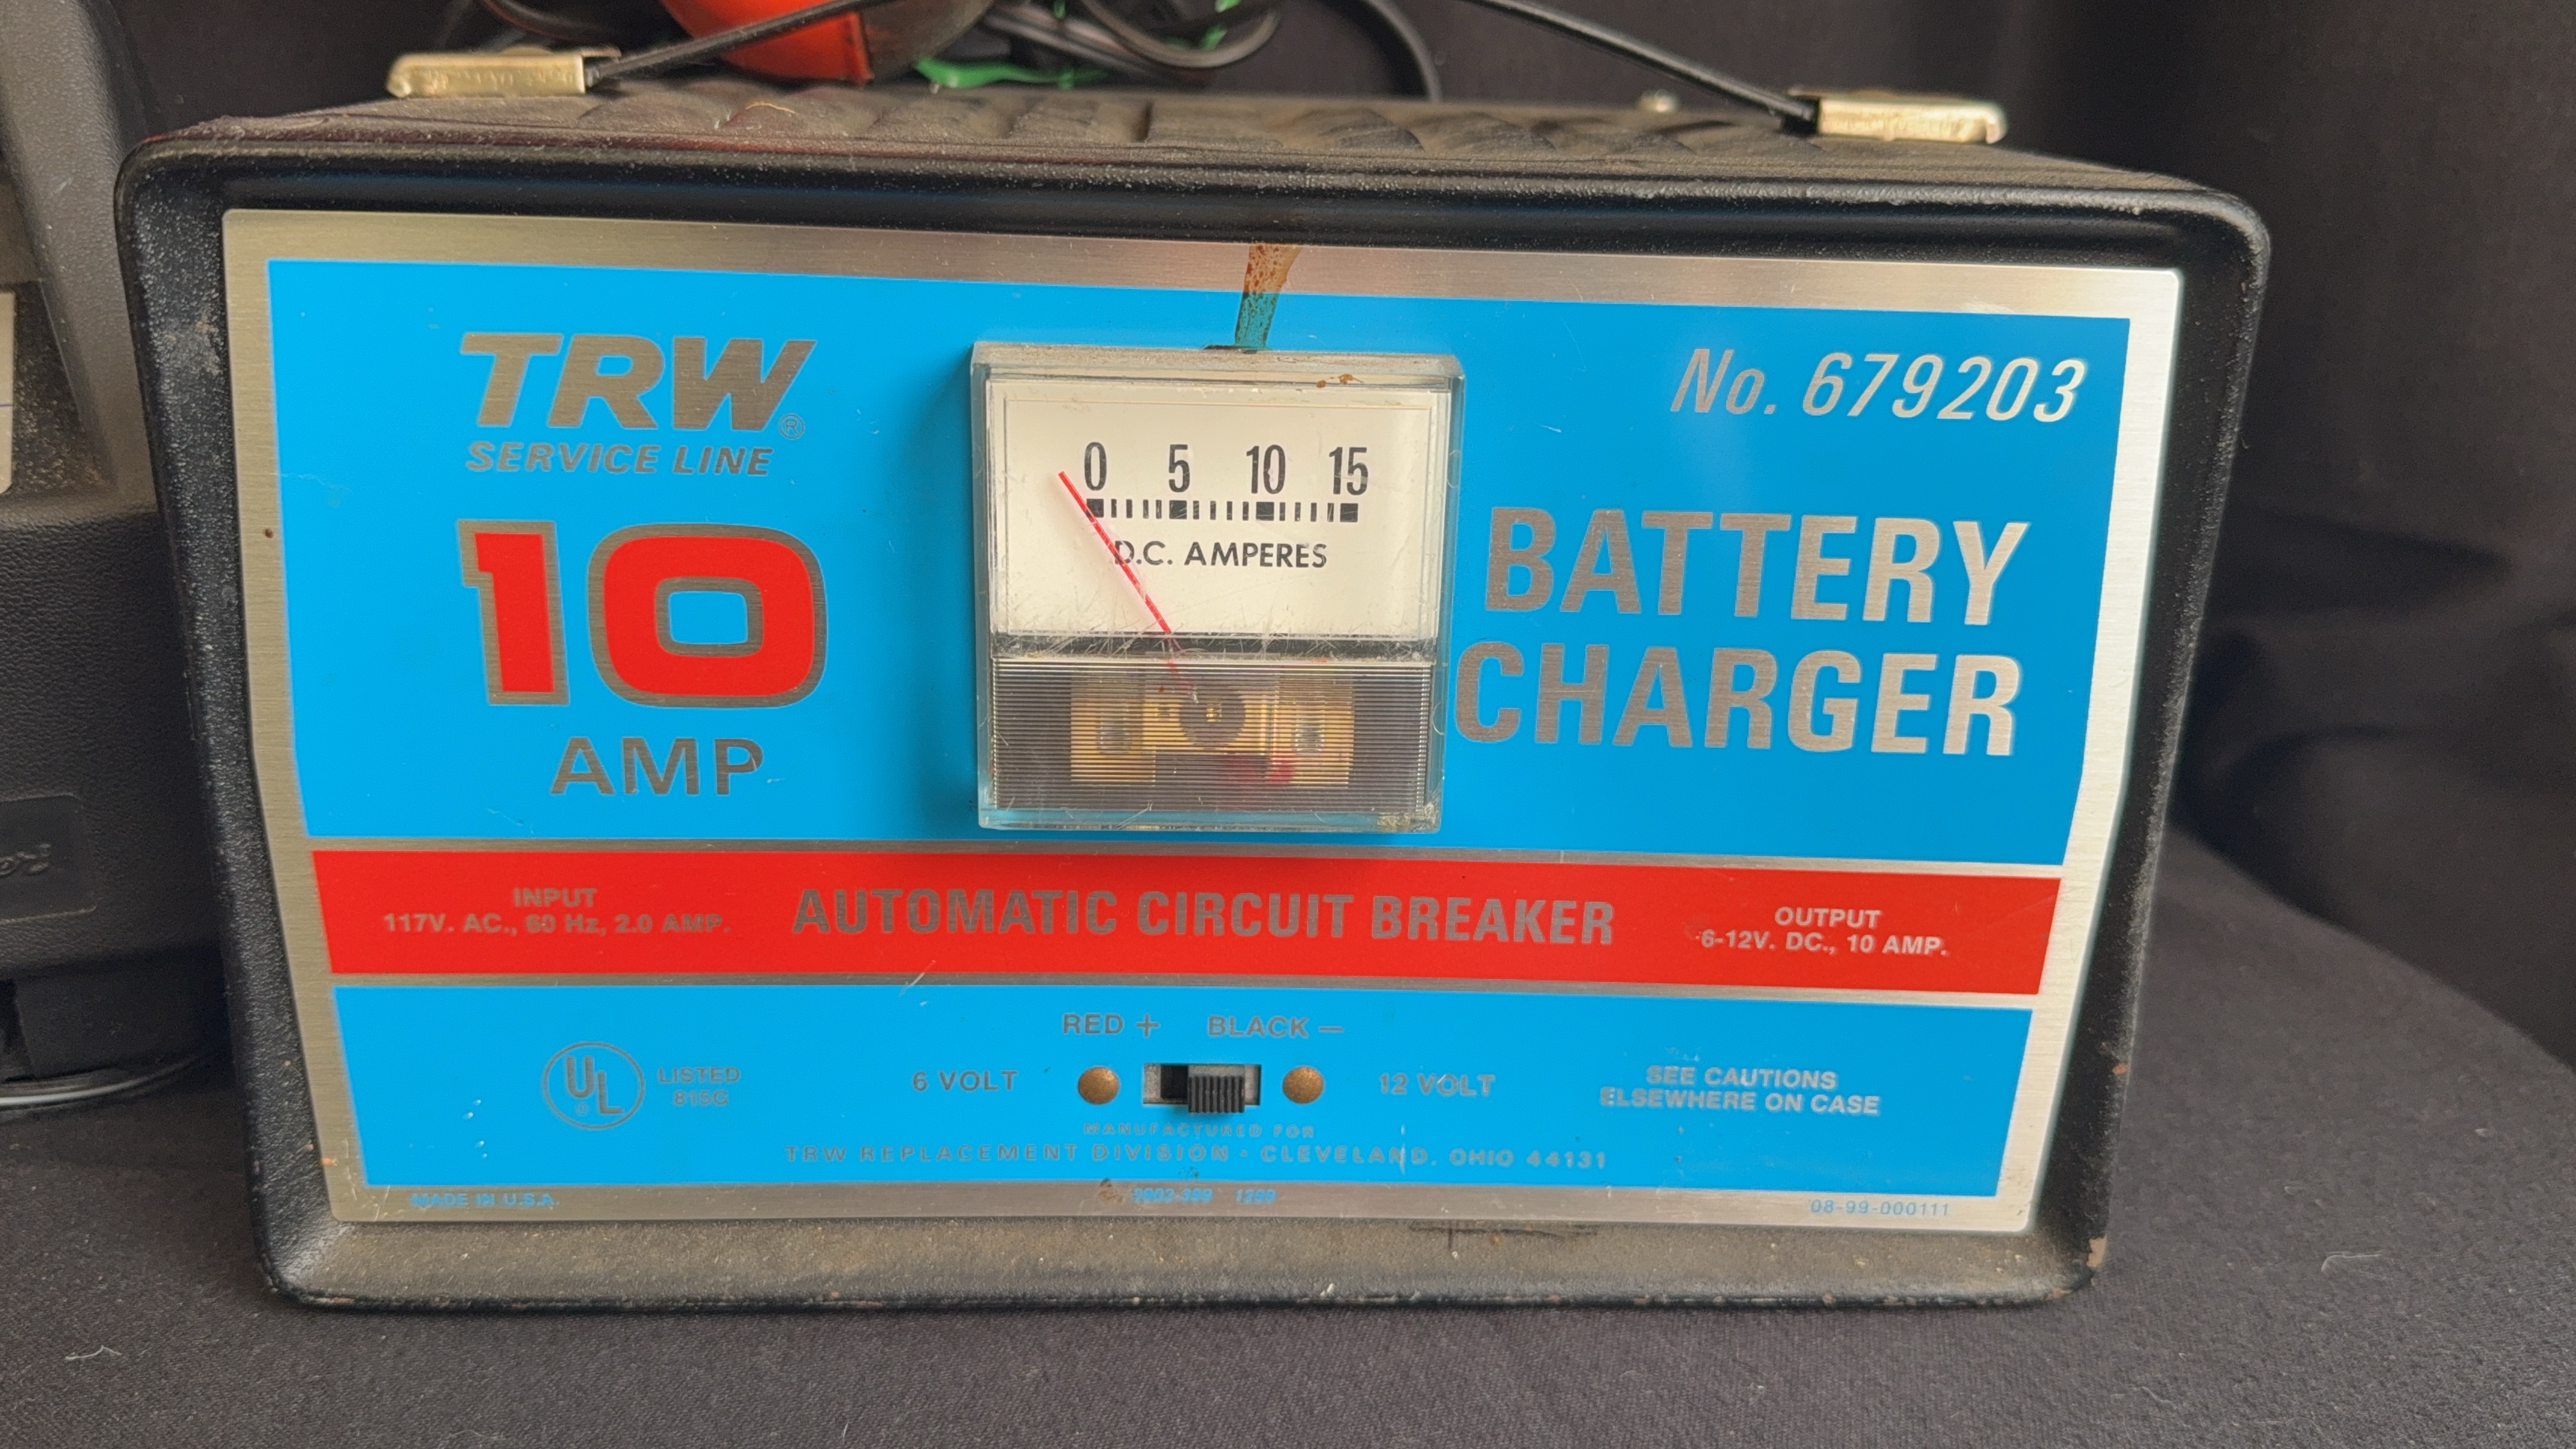 TRW®
SERVICE LINE
10
AMP
0 5 10 15
D.C. AMPERES
No. 679203
BATTERY
CHARGER
INPUT
117V. AC., 60 Hz, 2.0 AMP.
AUTOMATIC CIRCUIT BREAKER
OUTPUT
6-12V. DC., 10 AMP.
RED + BLACK −
6 VOLT
12 VOLT
UL®
LISTED
815G
SEE CAUTIONS
ELSEWHERE ON CASE
MANUFACTURED FOR
TRW REPLACEMENT DIVISION • CLEVELAND, OHIO 44131
MADE IN U.S.A.
08-99-000111